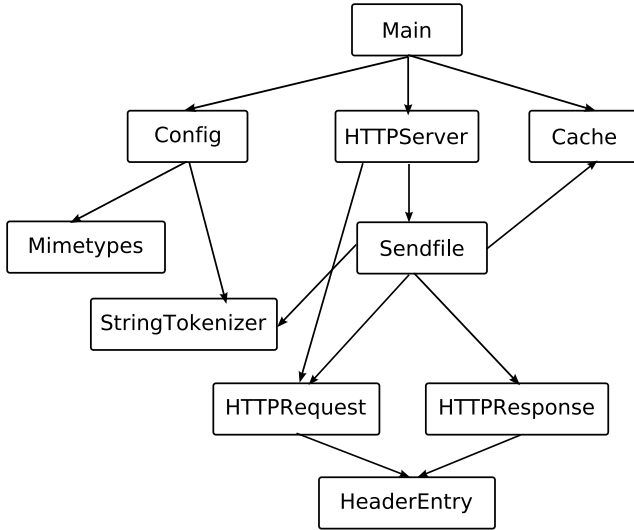 Main
Config
HTTPServer
Cache
Mimetypes
Sendfile
StringTokenizer
HTTPRequest
HTTPResponse
HeaderEntry